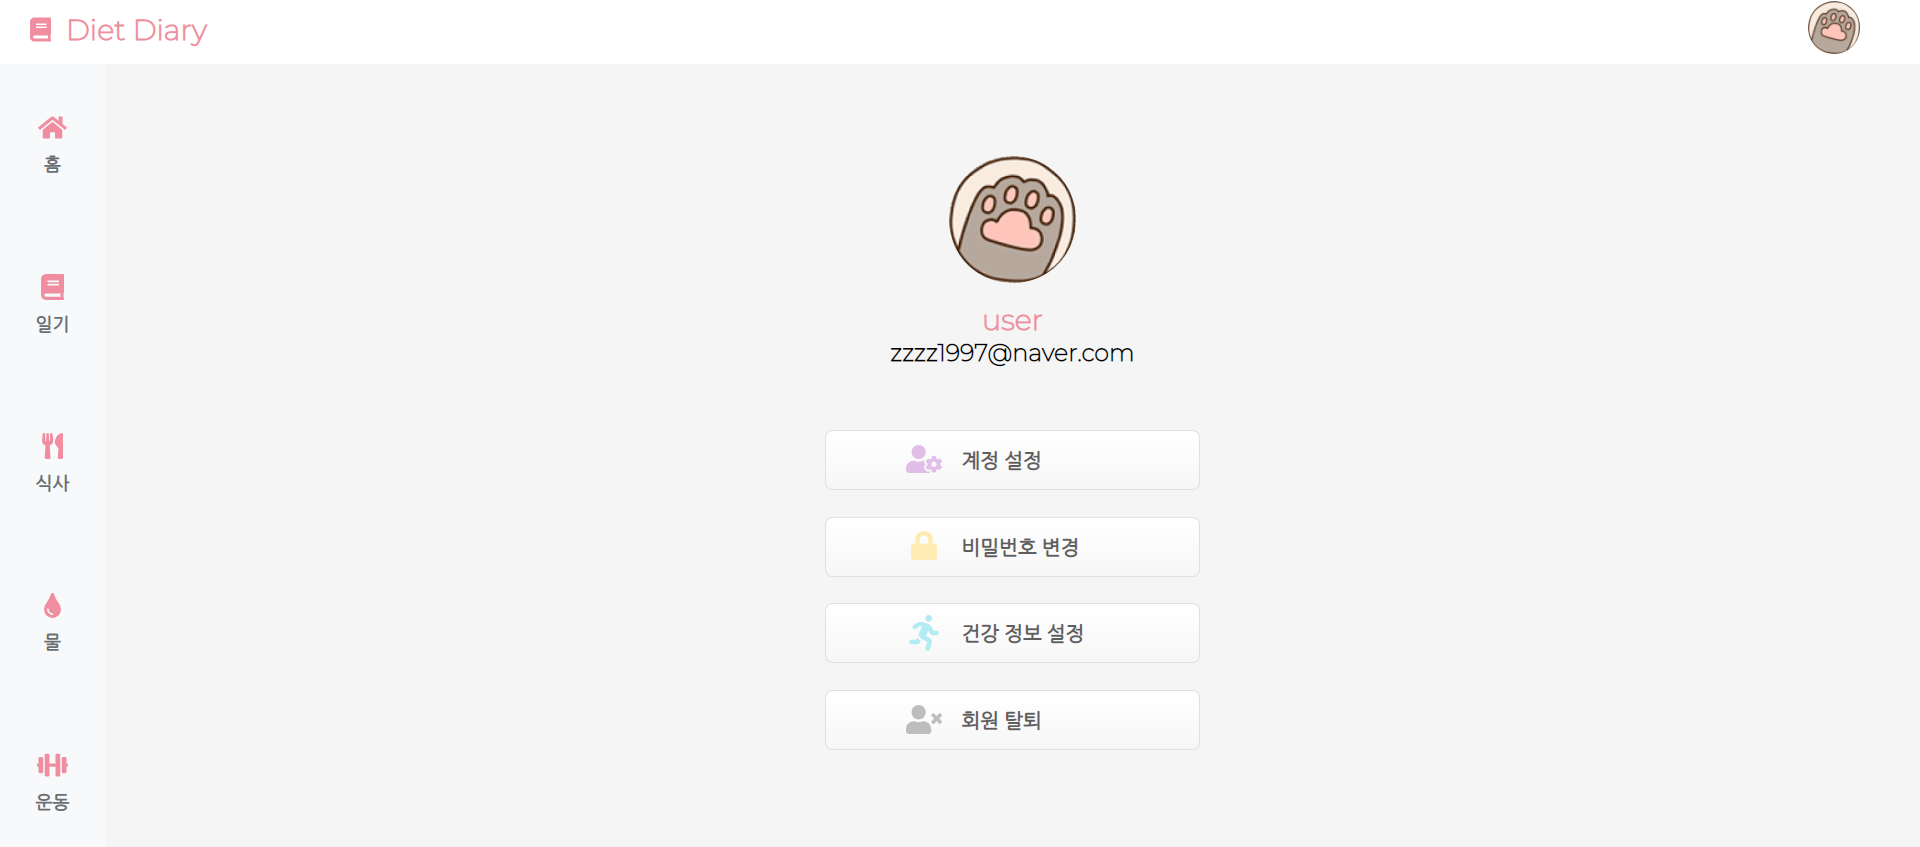 Diet Diary
홈
일기
식사
물
운동
user
zzzz1997@naver.com
계정 설정
비밀번호 변경
건강 정보 설정
회원 탈퇴